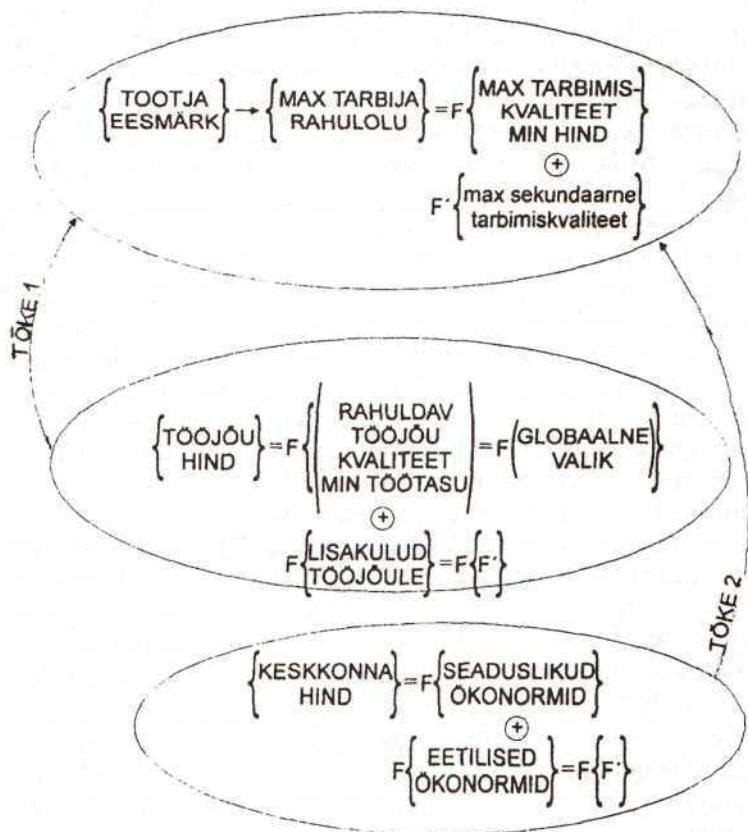 {TOOTJA EESMÄRK} → {MAX TARBIJA RAHULOLU} = F {MAX TARBIMIS-KVALITEET MIN HIND}
⊕
F´ {max sekundaarne tarbimiskvaliteet}
TÕKE 1
{TÖÖJÕU HIND} = F {(RAHULDAV TÖÖJÕU KVALITEET MIN TÖÖTASU) = F (GLOBAALNE VALIK)}
⊕
F {LISAKULUD TÖÖJÕULE} = F {F´}
TÕKE 2
{KESKKONNA HIND} = F {SEADUSLIKUD ÖKONORMID}
⊕
F {EETILISED ÖKONORMID} = F {F´}